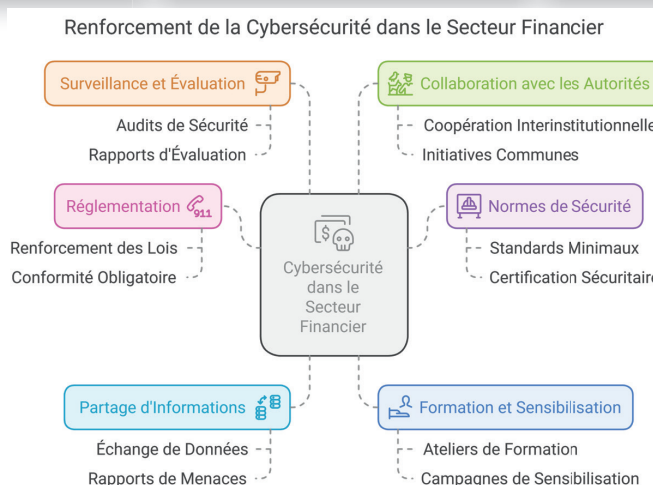 Renforcement de la Cybersécurité dans le Secteur Financier
Surveillance et Évaluation
Audits de Sécurité
Rapports d'Évaluation
Collaboration avec les Autorités
Coopération Interinstitutionnelle
Initiatives Communes
Réglementation
911
Renforcement des Lois
Conformité Obligatoire
Normes de Sécurité
Standards Minimaux
Certification Sécuritaire
$
Cybersécurité
dans le
Secteur
Financier
Partage d'Informations
Échange de Données
Rapports de Menaces
Formation et Sensibilisation
Ateliers de Formation
Campagnes de Sensibilisation